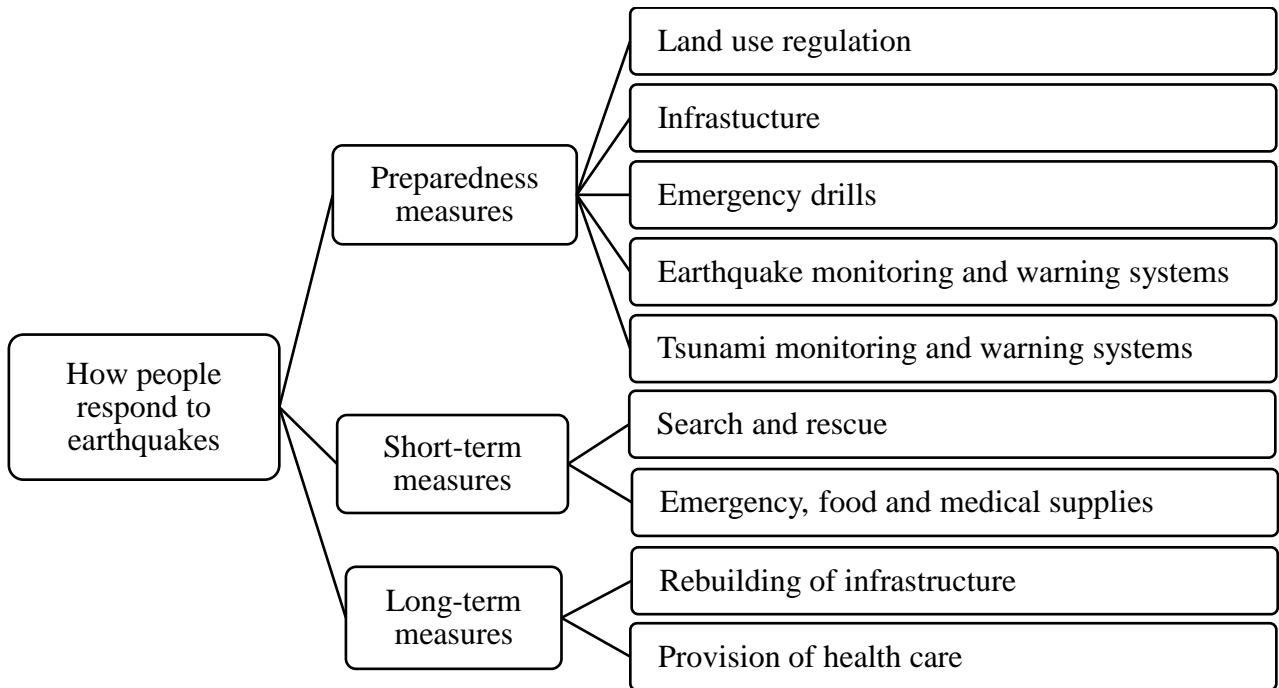 How people
respond to
earthquakes
Preparedness
measures
Land use regulation
Infrastucture
Emergency drills
Earthquake monitoring and warning systems
Tsunami monitoring and warning systems
Short-term
measures
Search and rescue
Emergency, food and medical supplies
Long-term
measures
Rebuilding of infrastructure
Provision of health care